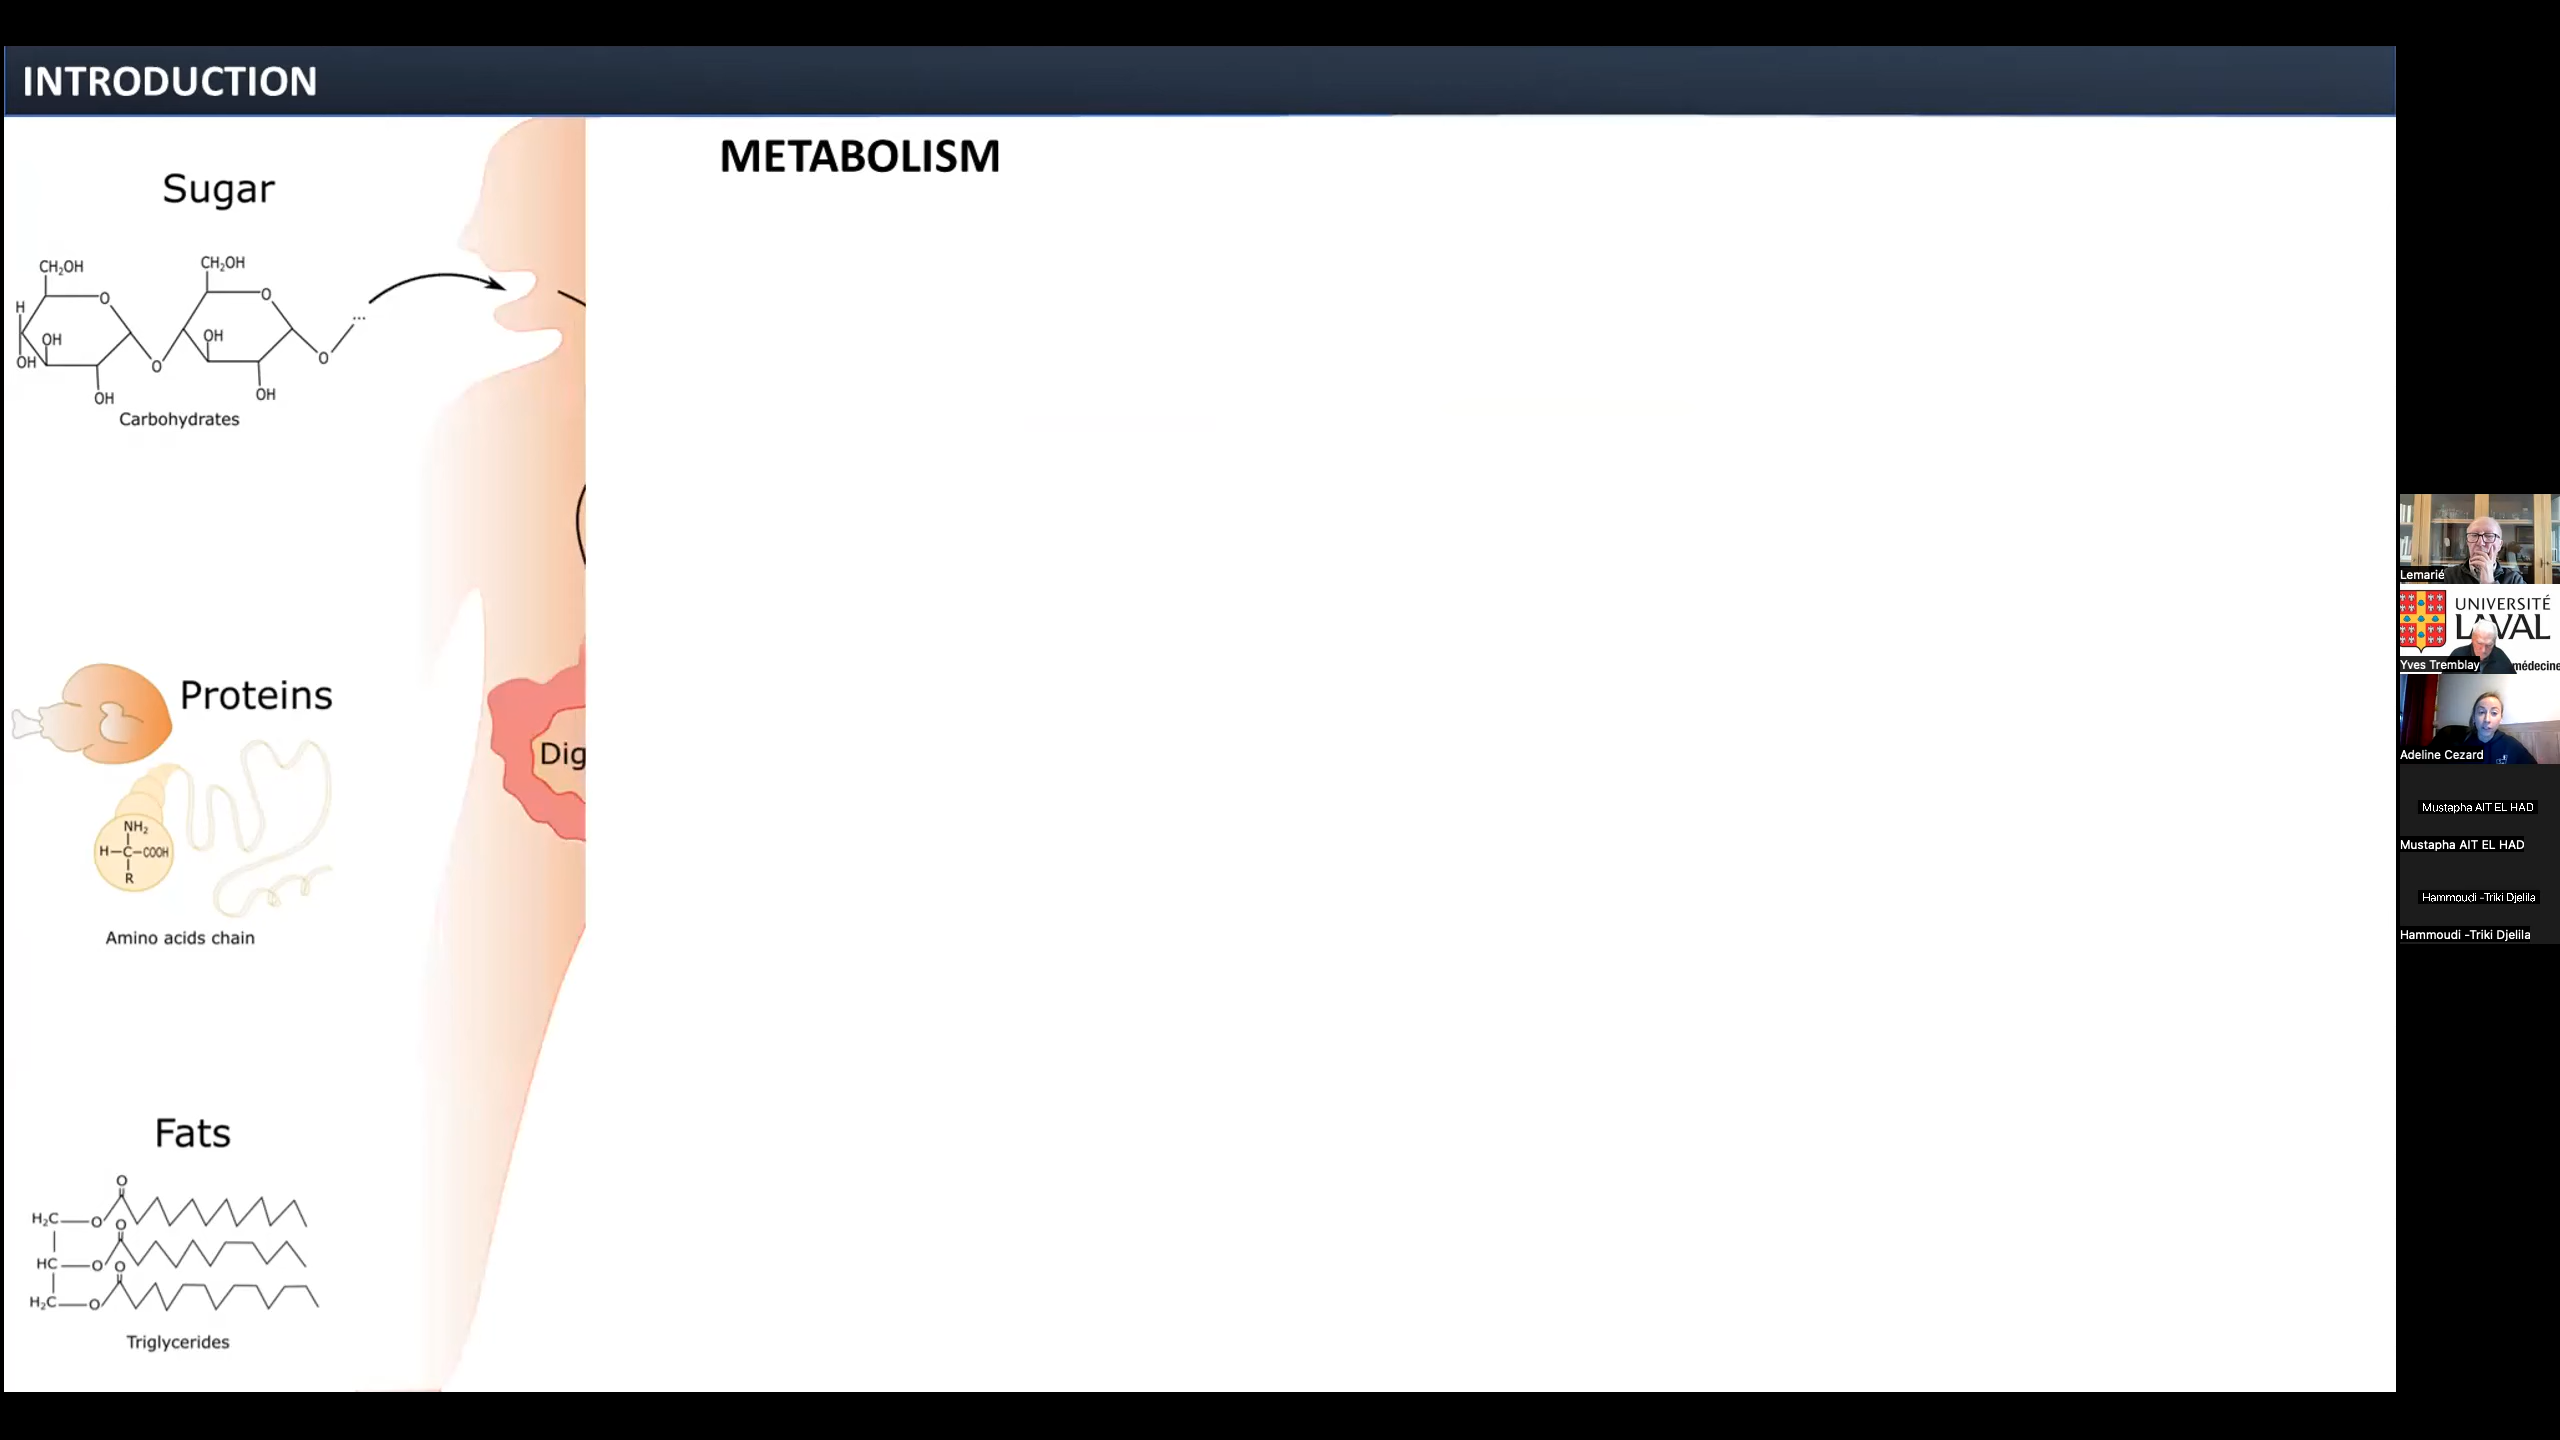 INTRODUCTION
METABOLISM
Sugar
CH₂OH
CH₂OH
H
O
O
...
OH
OH
OH
O
O
OH
OH
Carbohydrates
Proteins
Dig
NH₂
H—C—COOH
R
Amino acids chain
Fats
O
H₂C—O
O
HC—O
O
H₂C—O
Triglycerides
Lemarié
UNIVERSITÉ
LAVAL
médecine
Yves Tremblay
Adeline Cezard
Mustapha AIT EL HAD
Mustapha AIT EL HAD
Hammoudi -Triki Djelila
Hammoudi -Triki Djelila